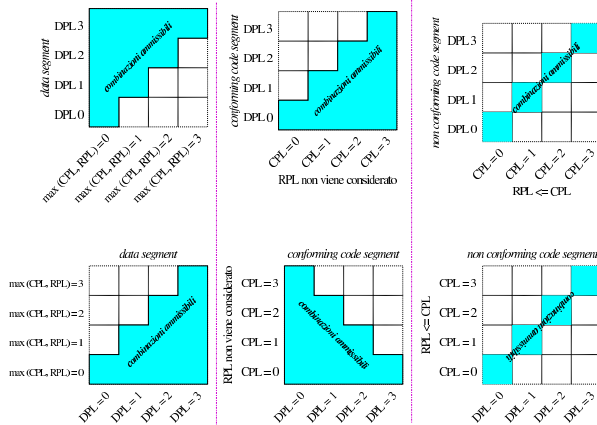 data segment
DPL 3
DPL 2
DPL 1
DPL 0
combinazioni ammissibili
max (CPL, RPL) = 0
max (CPL, RPL) = 1
max (CPL, RPL) = 2
max (CPL, RPL) = 3
conforming code segment
DPL 3
DPL 2
DPL 1
DPL 0
combinazioni ammissibili
CPL = 0
CPL = 1
CPL = 2
CPL = 3
RPL non viene considerato
non conforming code segment
DPL 3
DPL 2
DPL 1
DPL 0
combinazioni ammissibili
CPL = 0
CPL = 1
CPL = 2
CPL = 3
RPL <= CPL
data segment
max (CPL, RPL) = 3
max (CPL, RPL) = 2
max (CPL, RPL) = 1
max (CPL, RPL) = 0
combinazioni ammissibili
DPL = 0
DPL = 1
DPL = 2
DPL = 3
conforming code segment
RPL non viene considerato
CPL = 3
CPL = 2
CPL = 1
CPL = 0
combinazioni ammissibili
DPL = 0
DPL = 1
DPL = 2
DPL = 3
non conforming code segment
RPL <= CPL
CPL = 3
CPL = 2
CPL = 1
CPL = 0
combinazioni ammissibili
DPL = 0
DPL = 1
DPL = 2
DPL = 3